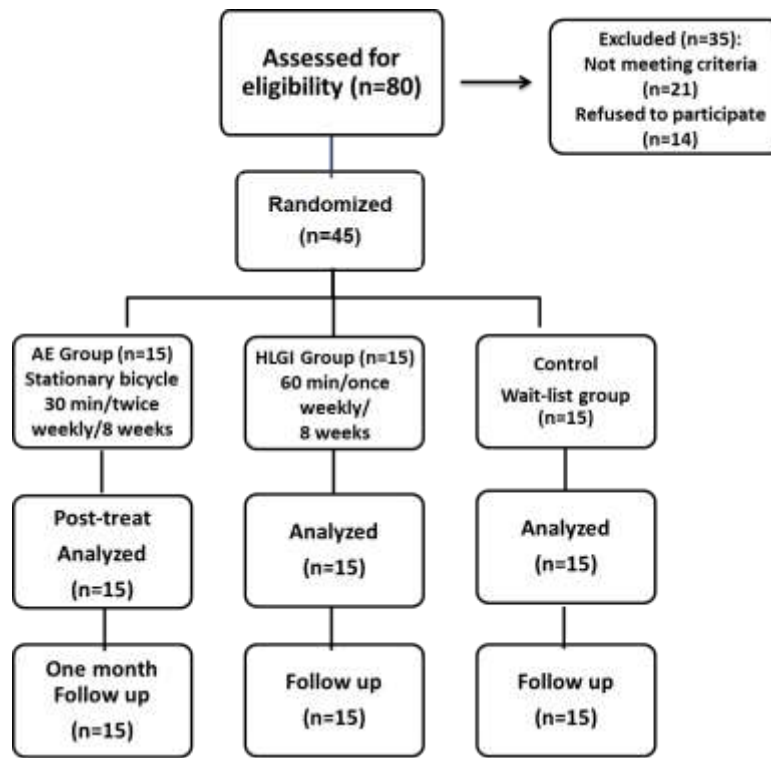 Assessed for
eligibility (n=80)
Excluded (n=35):
Not meeting criteria
(n=21)
Refused to participate
(n=14)
Randomized
(n=45)
AE Group (n=15)
Stationary bicycle
30 min/twice
weekly/8 weeks
HLGI Group (n=15)
60 min/once
weekly/
8 weeks
Control
Wait-list group
(n=15)
Post-treat
Analyzed
(n=15)
Analyzed
(n=15)
Analyzed
(n=15)
One month
Follow up
(n=15)
Follow up
(n=15)
Follow up
(n=15)